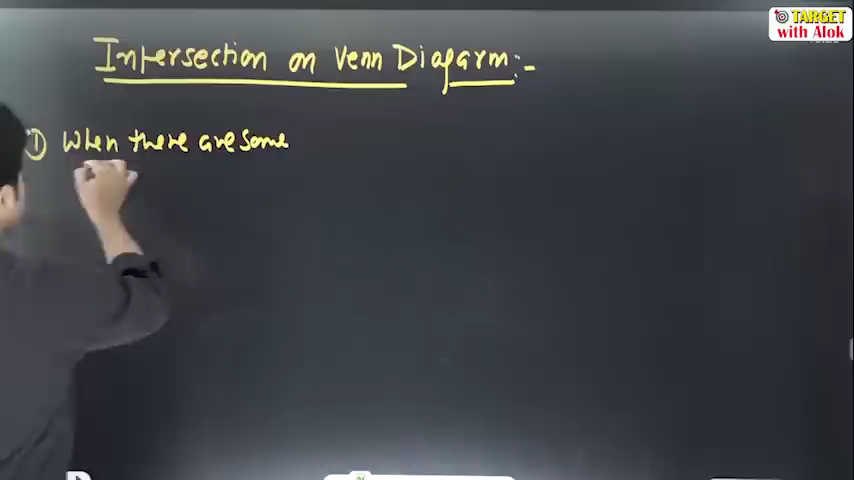 TARGET
with Alok
Intersection on Venn Diagarm:-
① When there are some